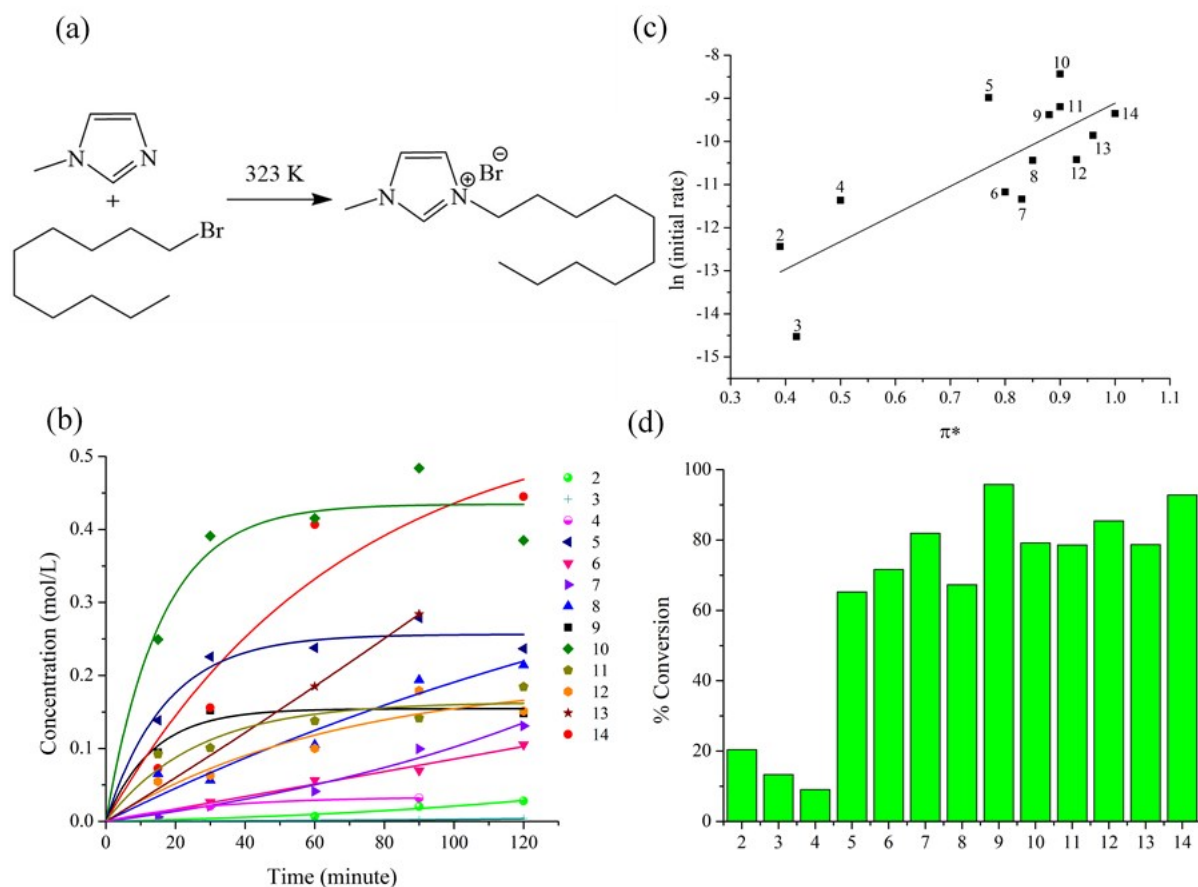 (a)
N
N
+
Br
323 K
N
N
+
Br
−
(b)
Concentration (mol/L)
0.5
0.4
0.3
0.2
0.1
0.0
0 20 40 60 80 100 120
Time (minute)
2
3
4
5
6
7
8
9
10
11
12
13
14
(c)
ln (initial rate)
-8
-9
-10
-11
-12
-13
-14
-15
2
3
4
5
6
7
8
9
10
11
12
13
14
0.3 0.4 0.5 0.6 0.7 0.8 0.9 1.0 1.1
π*
(d)
% Conversion
100
80
60
40
20
0
2 3 4 5 6 7 8 9 10 11 12 13 14